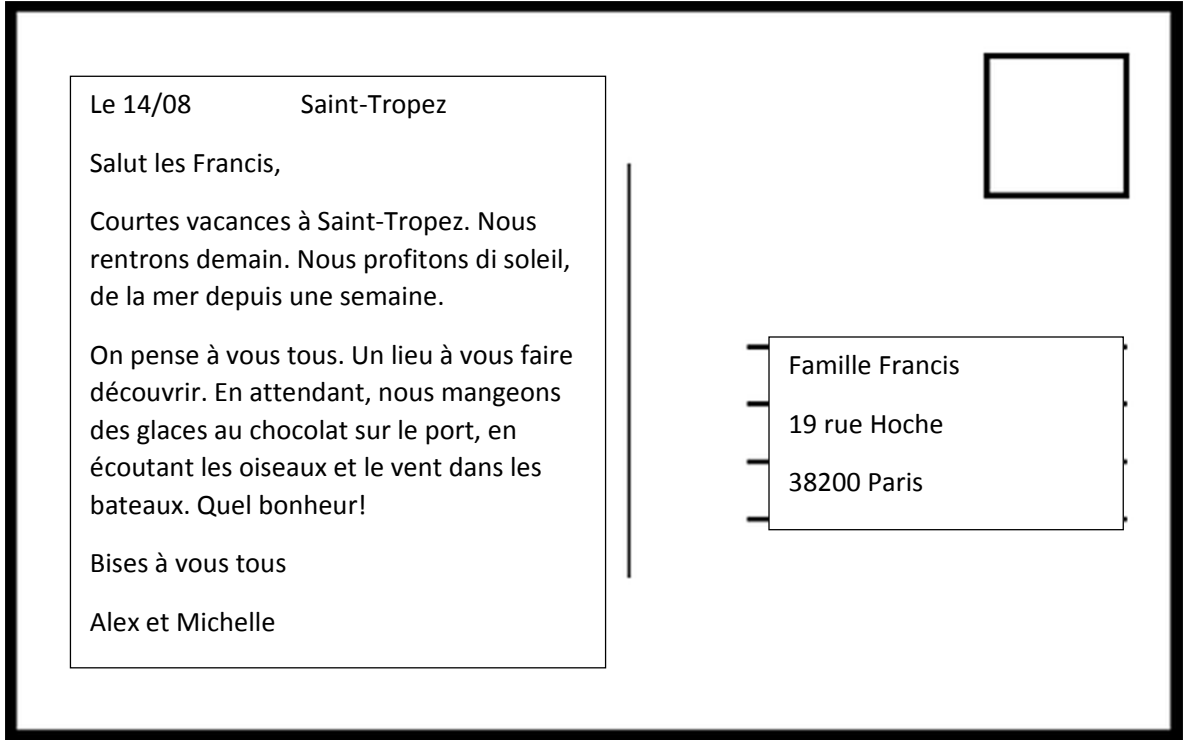 Le 14/08 Saint-Tropez
Salut les Francis,
Courtes vacances à Saint-Tropez. Nous
rentrons demain. Nous profitons di soleil,
de la mer depuis une semaine.
On pense à vous tous. Un lieu à vous faire
découvrir. En attendant, nous mangeons
des glaces au chocolat sur le port, en
écoutant les oiseaux et le vent dans les
bateaux. Quel bonheur!
Bises à vous tous
Alex et Michelle
Famille Francis
19 rue Hoche
38200 Paris